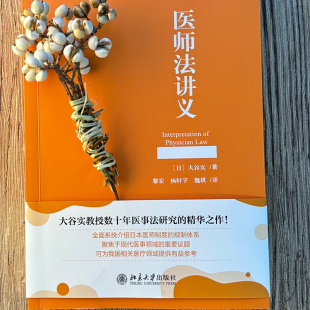 医师法讲义
Interpretation of
Physician Law
〔日〕大谷实 / 著
黎宏 杨轩宇 魏琪 / 译
大谷实教授数十年医事法研究的精华之作!
全面系统介绍日本医师制度的规制体系
聚焦于现代医事领域的重要议题
可为我国相关医疗领域提供有益参考
北京大学出版社